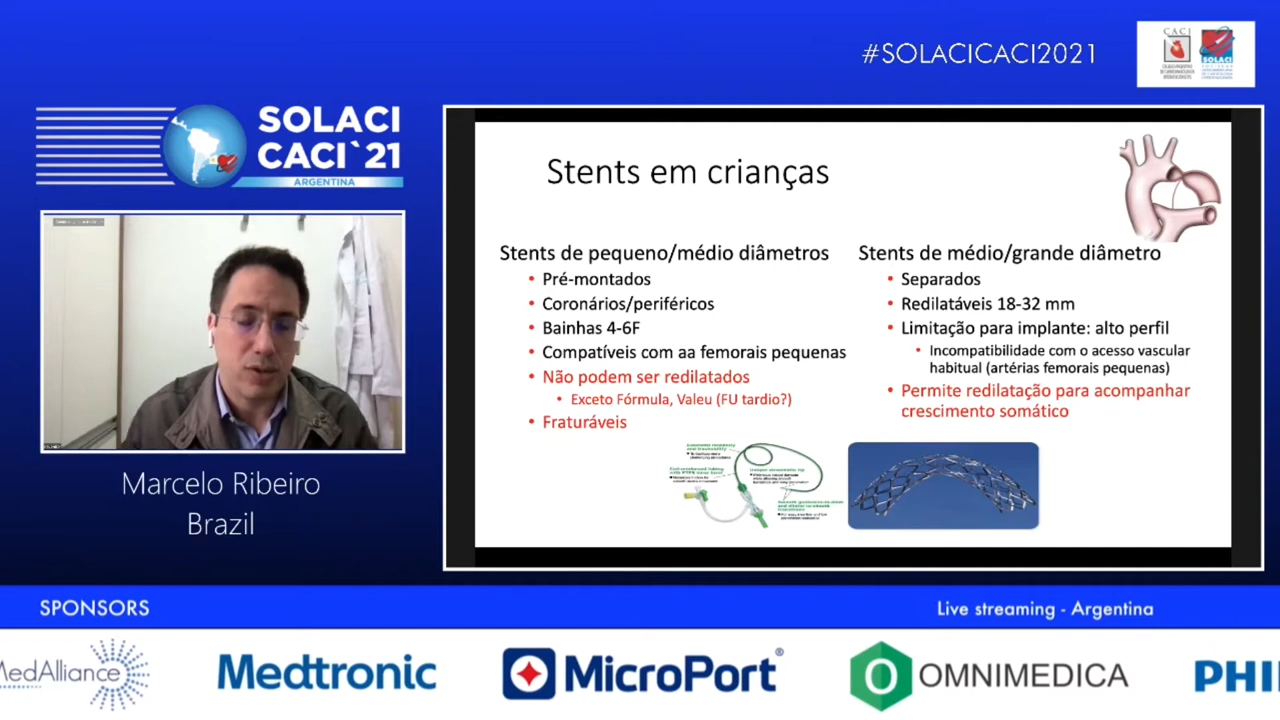 #SOLACICACI2021
CACI
SOLACI
SOLACI
CACI`21
ARGENTINA
Stents em crianças
Stents de pequeno/médio diâmetros
• Pré-montados
• Coronários/periféricos
• Bainhas 4-6F
• Compatíveis com aa femorais pequenas
• Não podem ser redilatados
• Exceto Fórmula, Valeu (FU tardio?)
• Fraturáveis
Stents de médio/grande diâmetro
• Separados
• Redilatáveis 18-32 mm
• Limitação para implante: alto perfil
• Incompatibilidade com o acesso vascular
habitual (artérias femorais pequenas)
• Permite redilatação para acompanhar
crescimento somático
Marcelo Ribeiro
Brazil
SPONSORS
Live streaming - Argentina
MedAlliance
Medtronic
MicroPort®
OMNIMEDICA
PHI